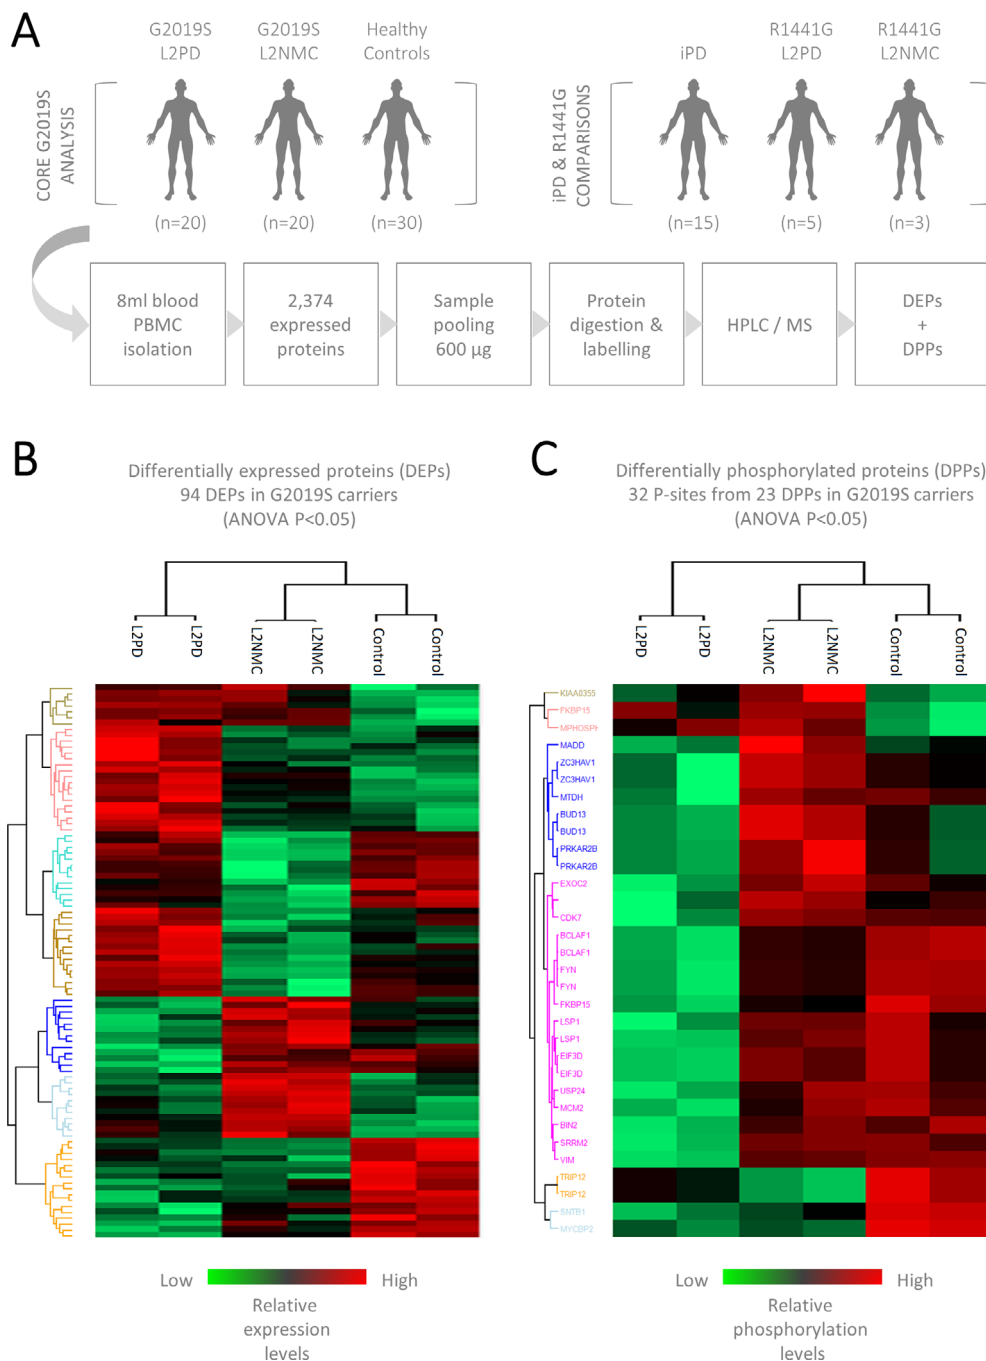 A
G2019S
L2PD
G2019S
L2NMC
Healthy
Controls
iPD
R1441G
L2PD
R1441G
L2NMC
CORE G2019S
ANALYSIS
iPD & R1441G
COMPARISONS
(n=20)
(n=20)
(n=30)
(n=15)
(n=5)
(n=3)
8ml blood
PBMC
isolation
2,374
expressed
proteins
Sample
pooling
600 µg
Protein
digestion &
labelling
HPLC / MS
DEPs
+
DPPs
B
Differentially expressed proteins (DEPs)
94 DEPs in G2019S carriers
(ANOVA P<0.05)
L2PD
L2PD
L2NMC
L2NMC
Control
Control
Low
High
Relative
expression
levels
C
Differentially phosphorylated proteins (DPPs)
32 P-sites from 23 DPPs in G2019S carriers
(ANOVA P<0.05)
L2PD
L2PD
L2NMC
L2NMC
Control
Control
KIAA0355
FKBP15
MPHOSPH
MADD
ZC3HAV1
ZC3HAV1
MTDH
BUD13
BUD13
PRKAR2B
PRKAR2B
EXOC2
CDK7
BCLAF1
BCLAF1
FYN
FYN
FKBP15
LSP1
LSP1
EIF3D
EIF3D
USP24
MCM2
BIN2
SRRM2
VIM
TRIP12
TRIP12
SNTB1
MYCBP2
Low
High
Relative
phosphorylation
levels